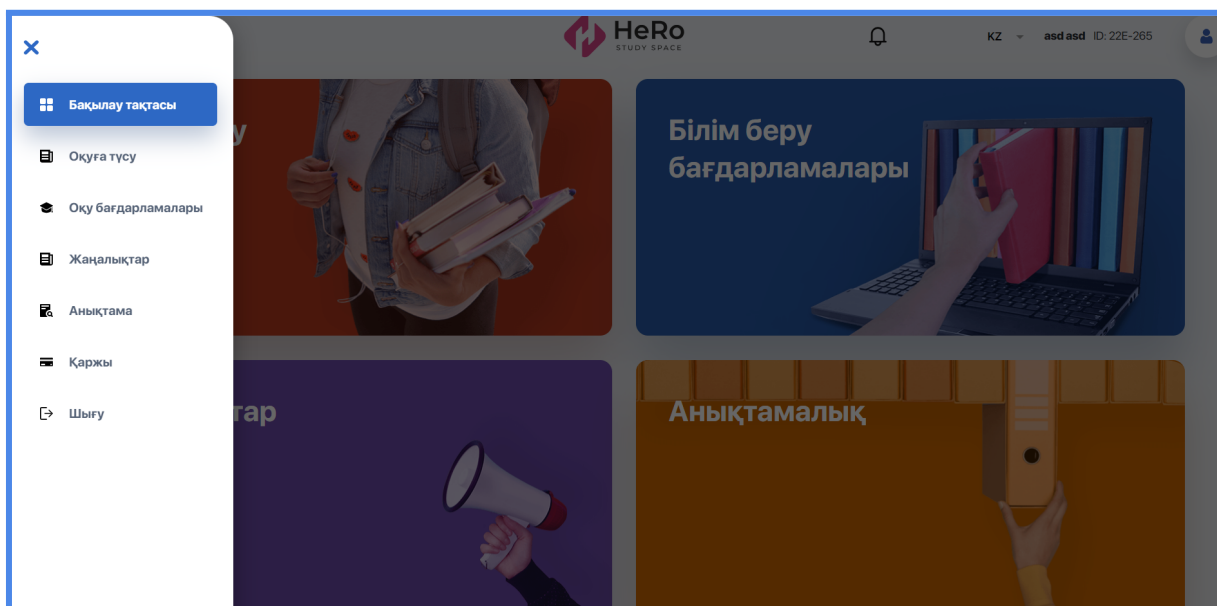 HeRo
STUDY SPACE
KZ
asd asd ID: 22E-265
Бақылау тақтасы
Оқуға түсу
Оқу бағдарламалары
Жаңалықтар
Анықтама
Қаржы
Шығу
у
Білім беру
бағдарламалары
тар
Анықтамалық